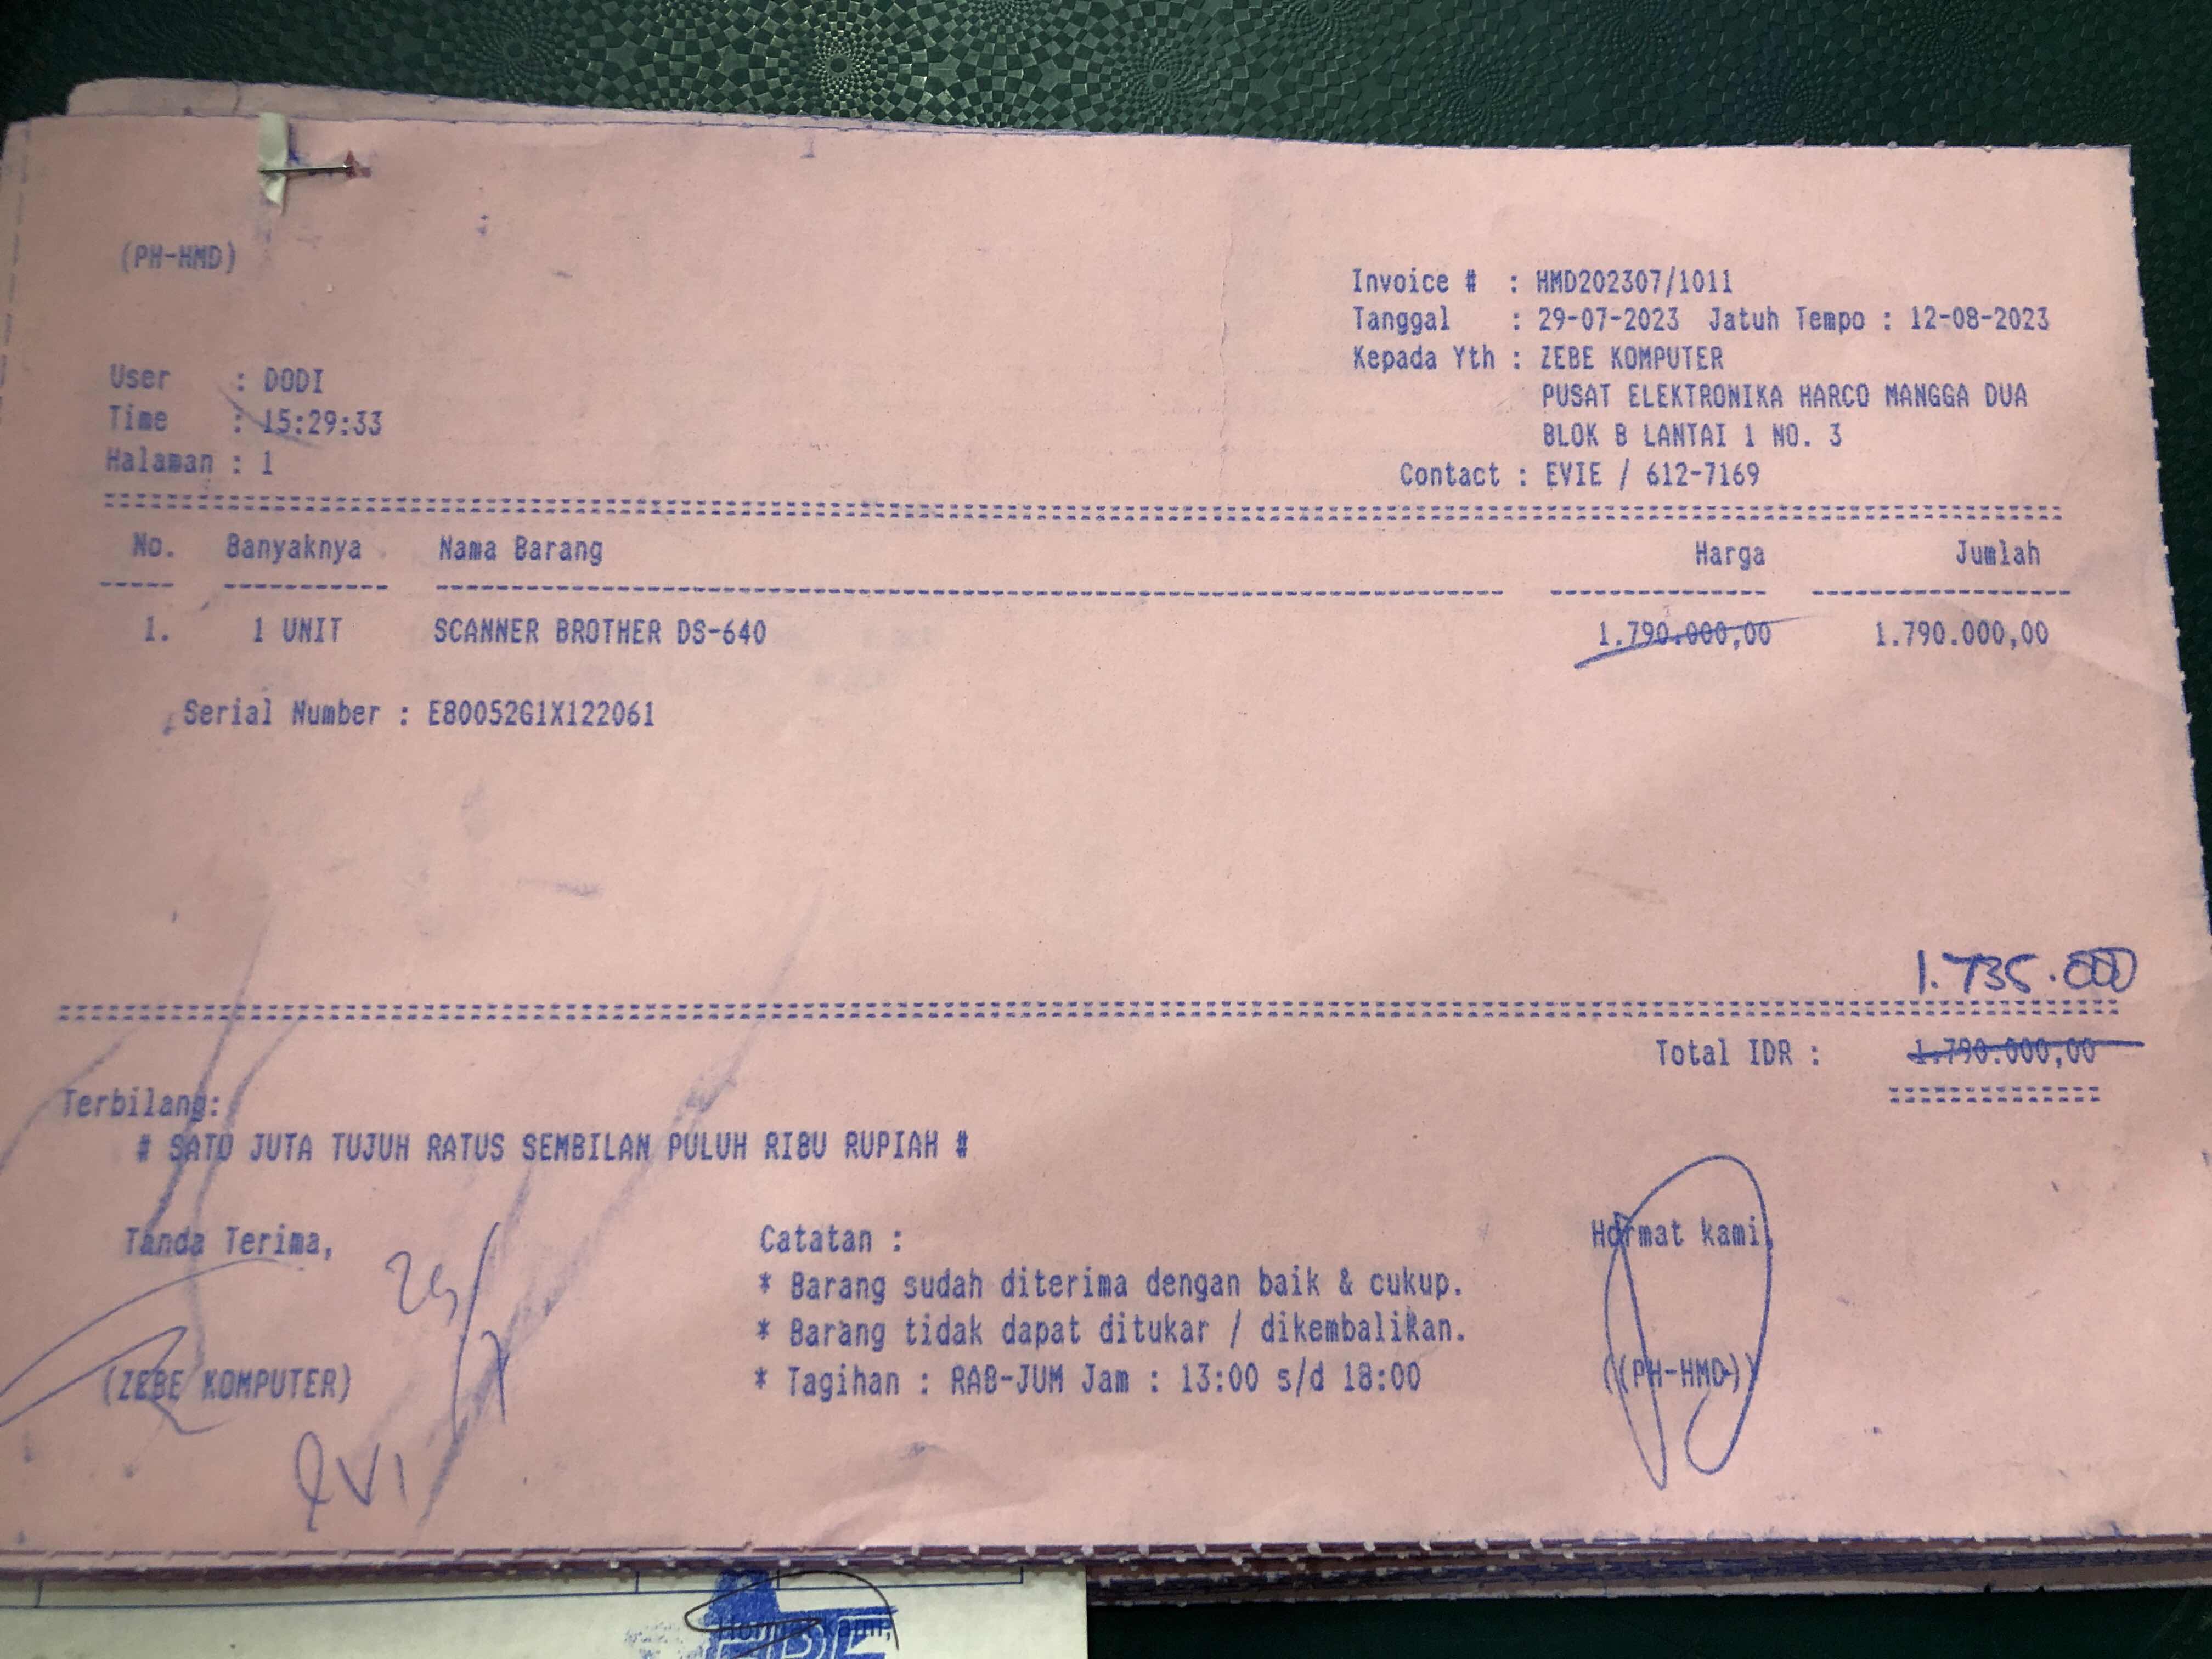 (PH-HMD)
Invoice # : HMD202307/1011
Tanggal : 29-07-2023 Jatuh Tempo : 12-08-2023
Kepada Yth : ZEBE KOMPUTER
PUSAT ELEKTRONIKA HARCO MANGGA DUA
BLOK B LANTAI 1 NO. 3
Contact : EVIE / 612-7169
User : DODI
Time : 15:29:33
Halaman : 1
No. Banyaknya Nama Barang Harga Jumlah
1. 1 UNIT SCANNER BROTHER DS-640 1.790.000,00 1.790.000,00
Serial Number : E80052G1X122061
1.735.000
Total IDR : 1.790.000,00
Terbilang:
# SATU JUTA TUJUH RATUS SEMBILAN PULUH RIBU RUPIAH #
Tanda Terima,
(ZEBE KOMPUTER)
Catatan :
* Barang sudah diterima dengan baik & cukup.
* Barang tidak dapat ditukar / dikembalikan.
* Tagihan : RAB-JUM Jam : 13:00 s/d 18:00
Hormat kami,
((PH-HMD))
Hormat kami,